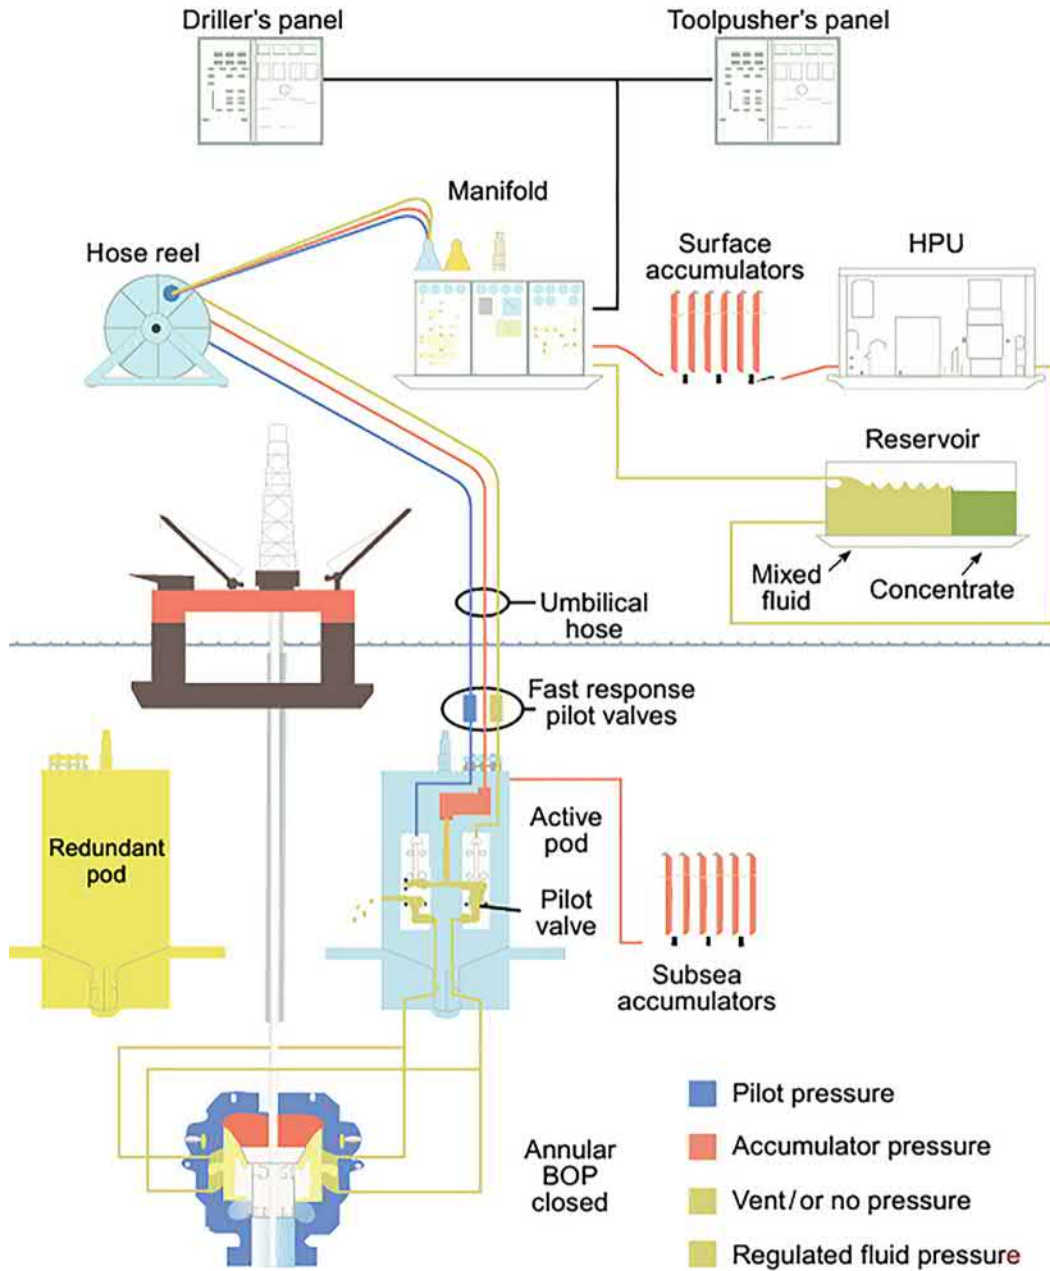 Driller's panel
Toolpusher's panel
Manifold
Hose reel
Surface
accumulators
HPU
Reservoir
Mixed
fluid
Concentrate
Umbilical
hose
Fast response
pilot valves
Redundant
pod
Active
pod
Pilot
valve
Subsea
accumulators
Annular
BOP
closed
Pilot pressure
Accumulator pressure
Vent/or no pressure
Regulated fluid pressure